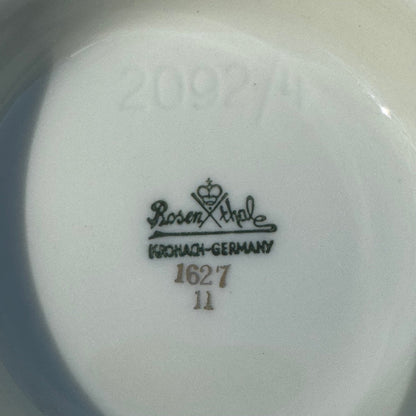 2092/4
Rosenthal
KRONACH-GERMANY
1627
11